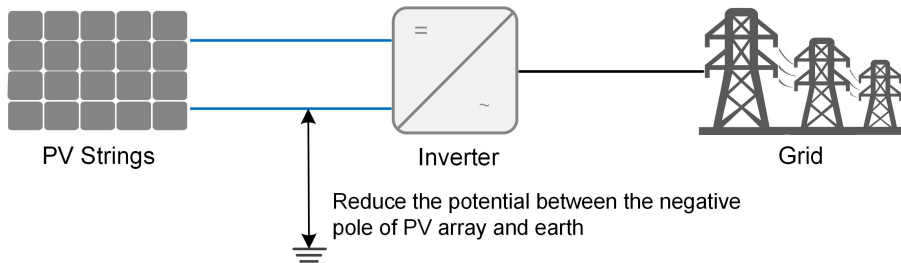 PV Strings
Inverter
Grid
Reduce the potential between the negative
pole of PV array and earth